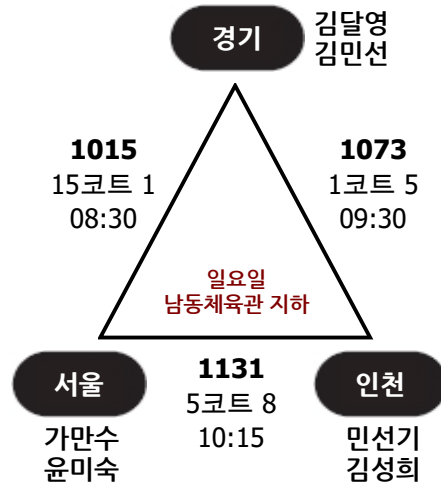 경기
김달영
김민선
1015
15코트 1
08:30
1073
1코트 5
09:30
일요일
남동체육관 지하
서울
가만수
윤미숙
1131
5코트 8
10:15
인천
민선기
김성희